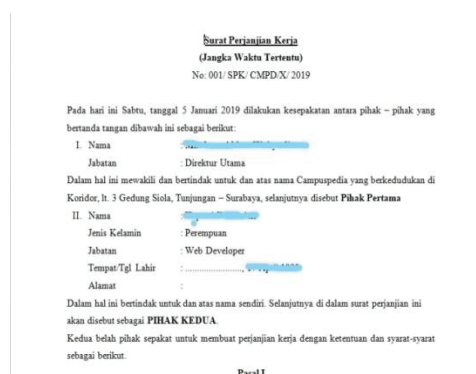 Surat Perjanjian Kerja
(Jangka Waktu Tertentu)
No: 001/ SPK/ CMPD/X/ 2019
Pada hari ini Sabtu, tanggal 5 Januari 2019 dilakukan kesepakatan antara pihak – pihak yang
bertanda tangan dibawah ini sebagai berikut:
I. Nama :
Jabatan : Direktur Utama
Dalam hal ini mewakili dan bertindak untuk dan atas nama Campuspedia yang berkedudukan di
Koridor, lt. 3 Gedung Siola, Tunjungan – Surabaya, selanjutnya disebut Pihak Pertama
II. Nama :
Jenis Kelamin : Perempuan
Jabatan : Web Developer
Tempat/Tgl Lahir : ........................,
Alamat :
Dalam hal ini bertindak untuk dan atas nama sendiri. Selanjutnya di dalam surat perjanjian ini
akan disebut sebagai PIHAK KEDUA.
Kedua belah pihak sepakat untuk membuat perjanjian kerja dengan ketentuan dan syarat-syarat
sebagai berikut.
Pasal I